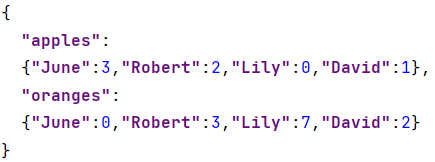 {
"apples":
{"June":3,"Robert":2,"Lily":0,"David":1},
"oranges":
{"June":0,"Robert":3,"Lily":7,"David":2}
}